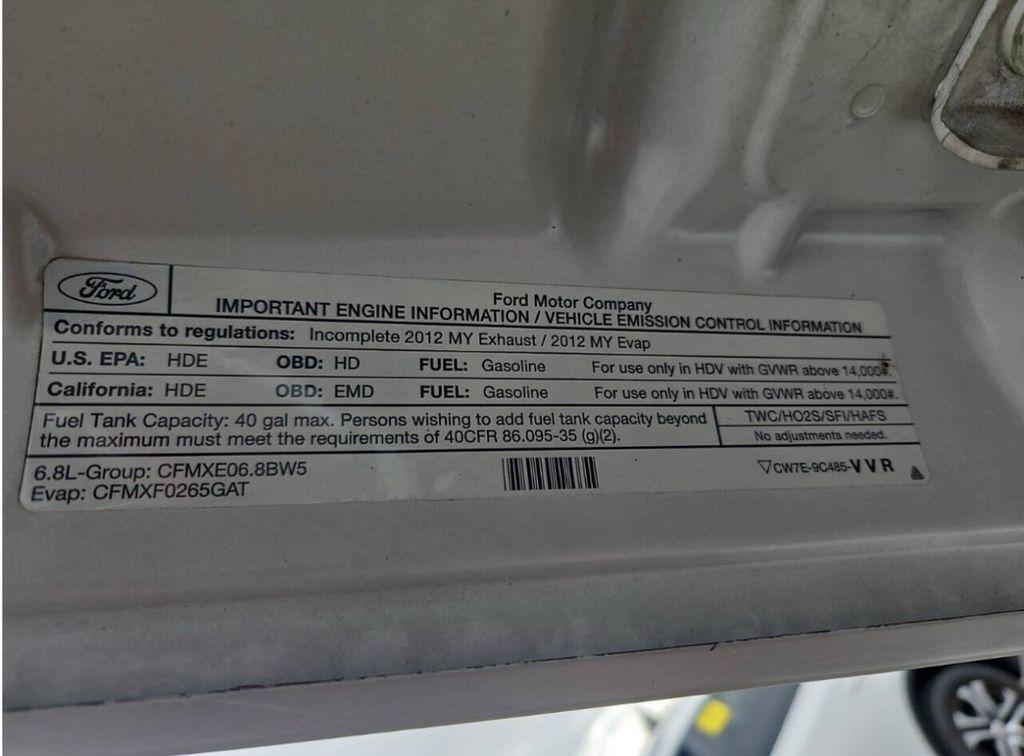 Ford
Ford Motor Company
IMPORTANT ENGINE INFORMATION / VEHICLE EMISSION CONTROL INFORMATION
Conforms to regulations: Incomplete 2012 MY Exhaust / 2012 MY Evap
U.S. EPA: HDE OBD: HD FUEL: Gasoline For use only in HDV with GVWR above 14,000#.
California: HDE OBD: EMD FUEL: Gasoline For use only in HDV with GVWR above 14,000#.
Fuel Tank Capacity: 40 gal max. Persons wishing to add fuel tank capacity beyond
the maximum must meet the requirements of 40CFR 86.095-35 (g)(2).
TWC/HO2S/SFI/HAFS
No adjustments needed.
6.8L-Group: CFMXE06.8BW5
Evap: CFMXF0265GAT
CW7E-9C485-VVR